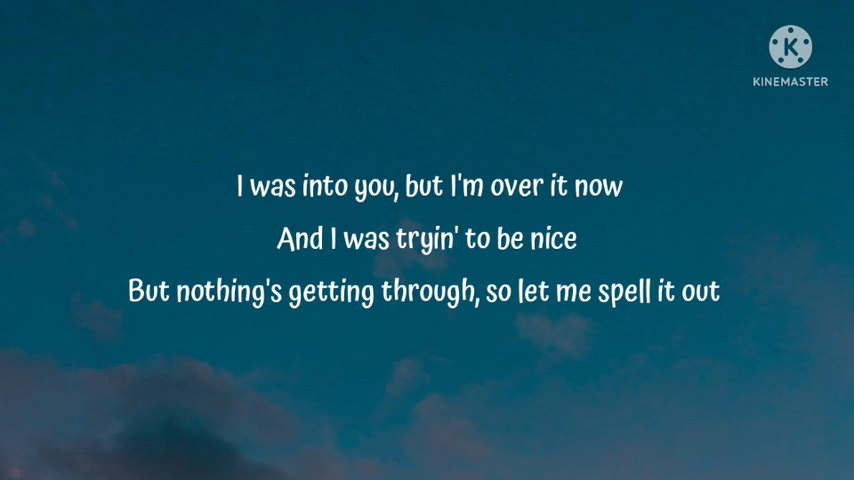 KINEMASTER
I was into you, but I'm over it now
And I was tryin' to be nice
But nothing's getting through, so let me spell it out